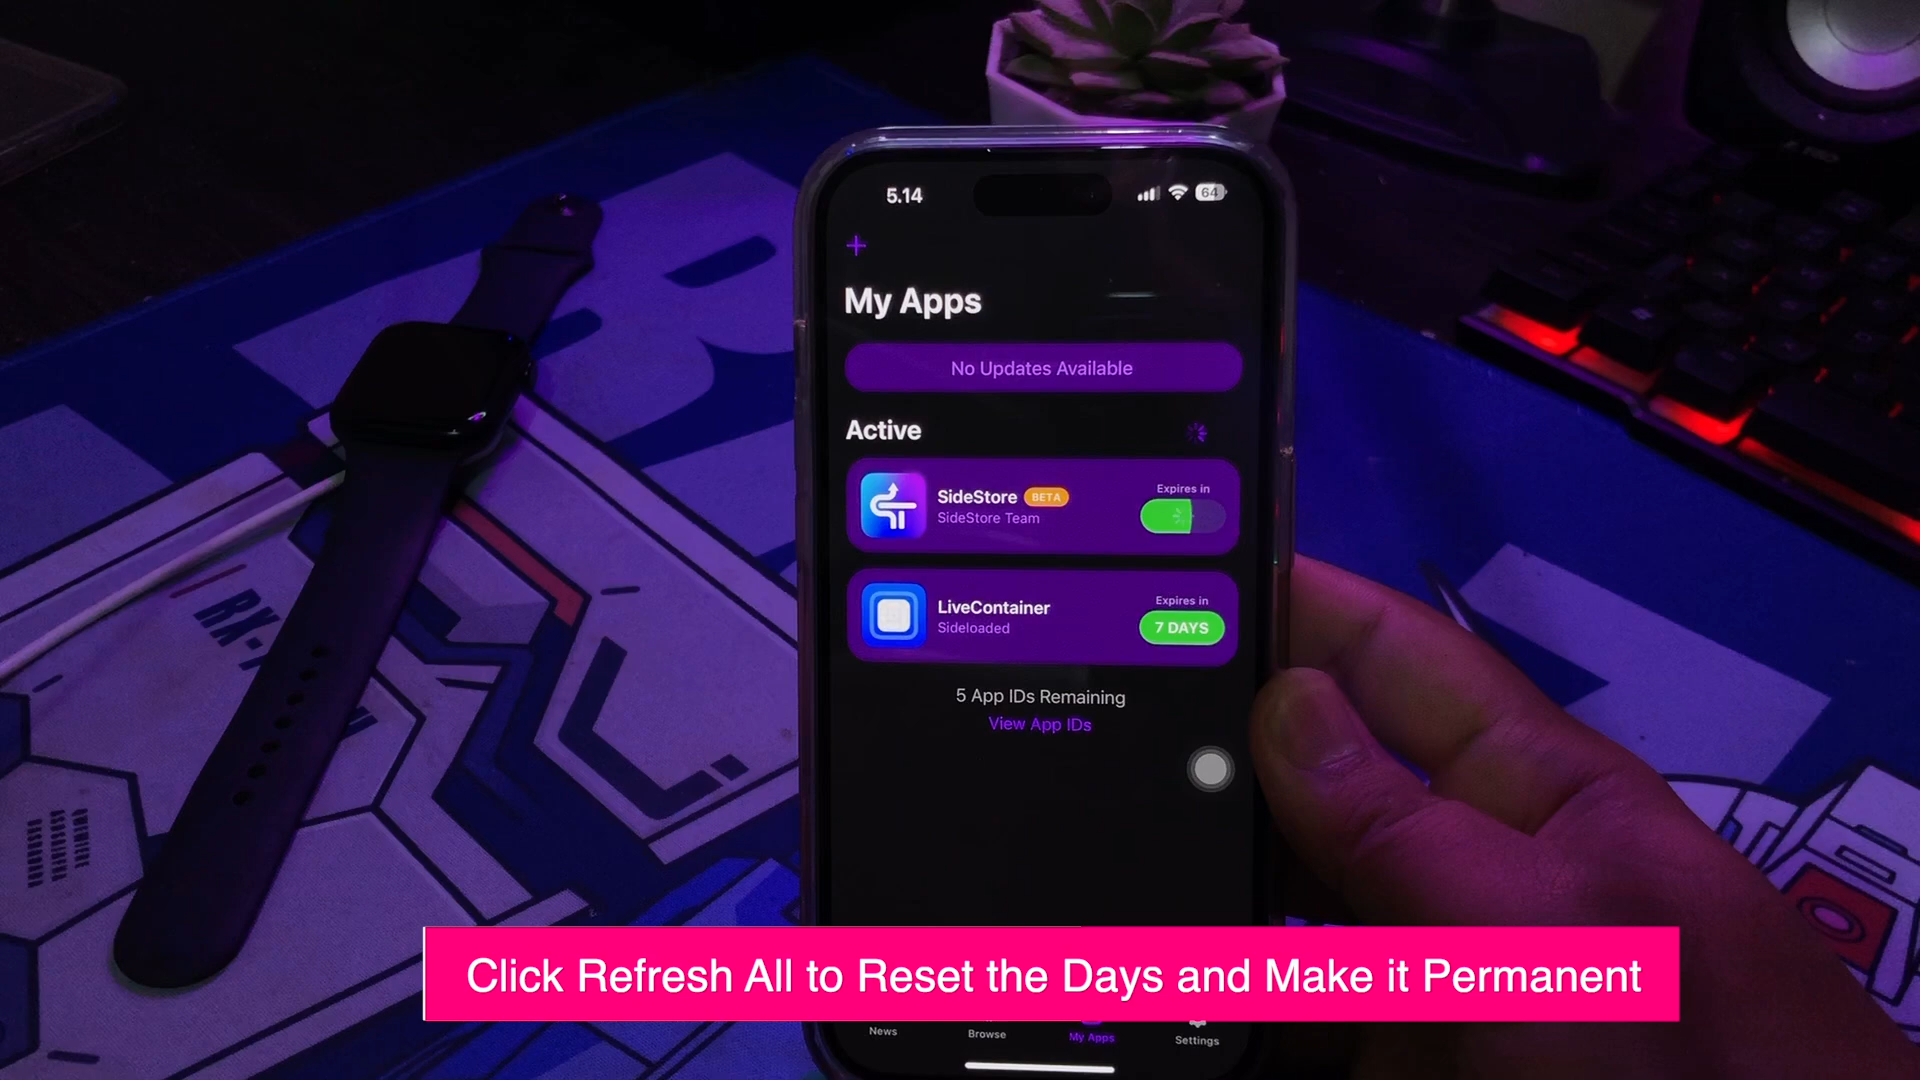 5.14
64
+
My Apps
No Updates Available
Active
SideStore BETA
SideStore Team
Expires in
LiveContainer
Sideloaded
Expires in
7 DAYS
5 App IDs Remaining
View App IDs
Click Refresh All to Reset the Days and Make it Permanent
News
Browse
My Apps
Settings